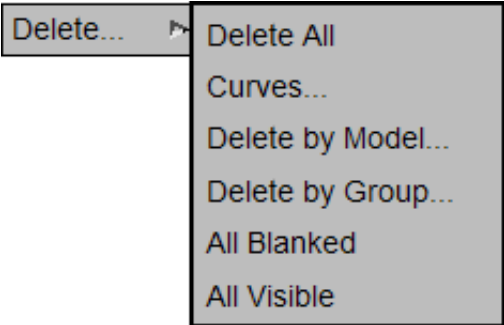 Delete...
Delete All
Curves...
Delete by Model...
Delete by Group...
All Blanked
All Visible